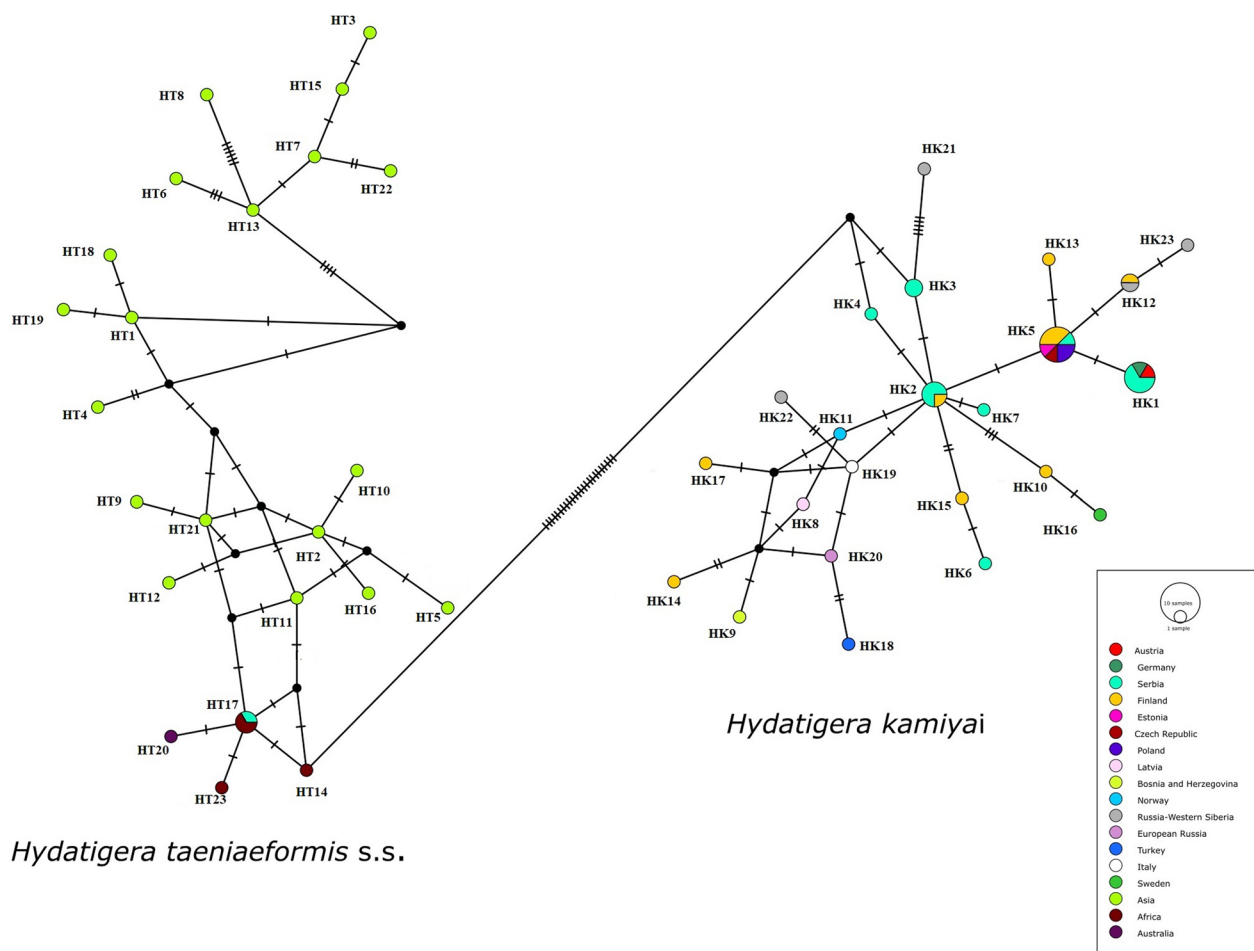 HT3
HT15
HT8
HT7
HT22
HT6
HT13
HT18
HT19
HT1
HT4
HT10
HT9
HT21
HT2
HT12
HT16
HT5
HT11
HT17
HT20
HT14
HT23
Hydatigera taeniaeformis s.s.
HK21
HK13
HK23
HK3
HK12
HK4
HK5
HK2
HK1
HK22
HK11
HK7
HK19
HK17
HK10
HK15
HK8
HK16
HK20
HK6
HK14
HK9
HK18
Hydatigera kamiyai
10 samples
1 sample
Austria
Germany
Serbia
Finland
Estonia
Czech Republic
Poland
Latvia
Bosnia and Herzegovina
Norway
Russia-Western Siberia
European Russia
Turkey
Italy
Sweden
Asia
Africa
Australia